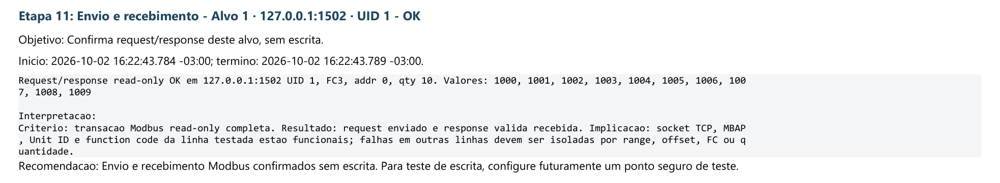 Etapa 11: Envio e recebimento - Alvo 1 · 127.0.0.1:1502 · UID 1 - OK
Objetivo: Confirma request/response deste alvo, sem escrita.
Inicio: 2026-10-02 16:22:43.784 -03:00; termino: 2026-10-02 16:22:43.789 -03:00.
Request/response read-only OK em 127.0.0.1:1502 UID 1, FC3, addr 0, qty 10. Valores: 1000, 1001, 1002, 1003, 1004, 1005, 1006, 100
7, 1008, 1009
Interpretacao:
Criterio: transacao Modbus read-only completa. Resultado: request enviado e response valida recebida. Implicacao: socket TCP, MBAP
, Unit ID e function code da linha testada estao funcionais; falhas em outras linhas devem ser isoladas por range, offset, FC ou q
uantidade.
Recomendacao: Envio e recebimento Modbus confirmados sem escrita. Para teste de escrita, configure futuramente um ponto seguro de teste.